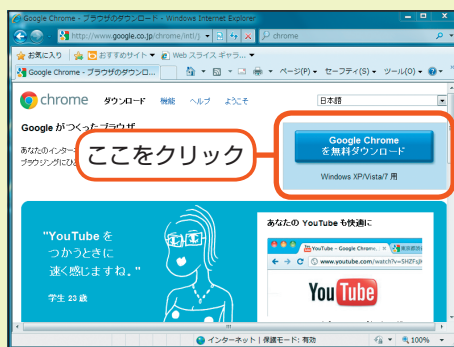 Google Chrome - ブラウザのダウンロード - Windows Internet Explorer
http://www.google.co.jp/chrome/intl/j
chrome
お気に入り
おすすめサイト
Web スライス ギャラ...
Google Chrome - ブラウザのダウンロ...
ページ(P)
セーフティ(S)
ツール(O)
chrome
ダウンロード
機能
ヘルプ
ようこそ
日本語
Google がつくったブラウザ
あなたのインターネ
ブラウジングにひ
ここをクリック
Google Chrome
を無料ダウンロード
Windows XP/Vista/7 用
"YouTube を
つかうときに
速く感じますね。"
学生 23 歳
あなたの YouTube も快適に
YouTube - Google Chrome.
www.youtube.com/watch?v=SHZFsj
YouTube
インターネット | 保護モード: 有効
100%